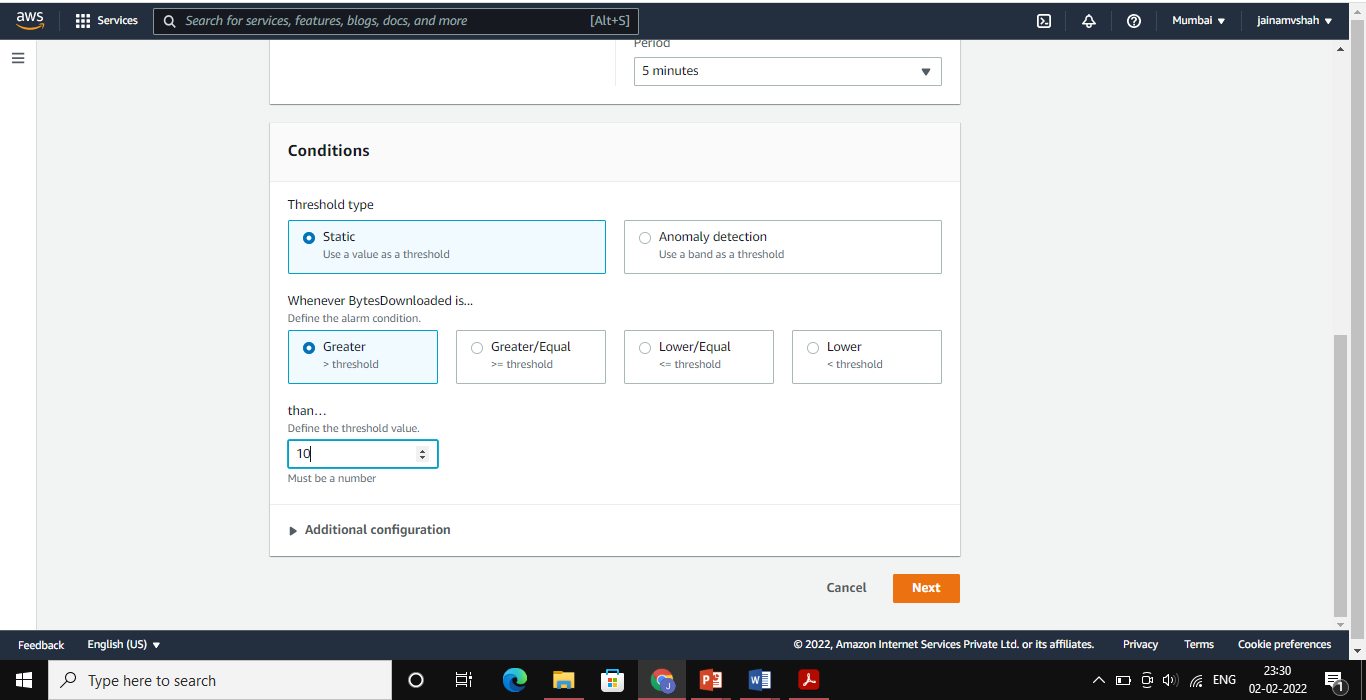 aws Services Search for services, features, blogs, docs, and more [Alt+S] Mumbai jainamvshah
Period
5 minutes
Conditions
Threshold type
Static Anomaly detection
Use a value as a threshold Use a band as a threshold
Whenever BytesDownloaded is...
Define the alarm condition.
Greater Greater/Equal Lower/Equal Lower
> threshold >= threshold <= threshold < threshold
than...
Define the threshold value.
10
Must be a number
Additional configuration
Cancel Next
Feedback English (US) © 2022, Amazon Internet Services Private Ltd. or its affiliates. Privacy Terms Cookie preferences
Type here to search ENG 23:30
02-02-2022 1